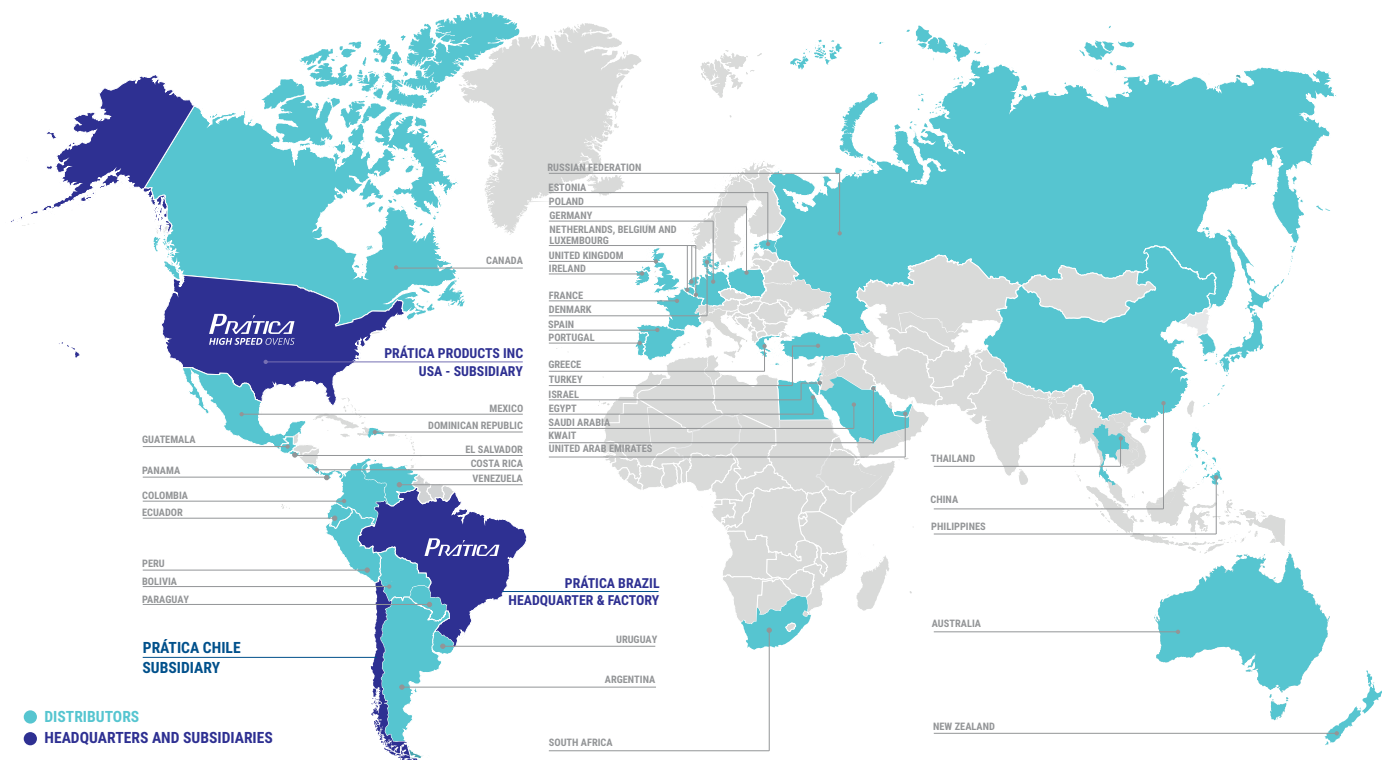 CANADA
PRÁTICA
HIGH SPEED OVENS
PRÁTICA PRODUCTS INC
USA - SUBSIDIARY
MEXICO
DOMINICAN REPUBLIC
GUATEMALA
EL SALVADOR
COSTA RICA
PANAMA
VENEZUELA
COLOMBIA
ECUADOR
PRÁTICA
PERU
BOLIVIA
PARAGUAY
PRÁTICA BRAZIL
HEADQUARTER & FACTORY
PRÁTICA CHILE
SUBSIDIARY
URUGUAY
ARGENTINA
RUSSIAN FEDERATION
ESTONIA
POLAND
GERMANY
NETHERLANDS, BELGIUM AND
LUXEMBOURG
UNITED KINGDOM
IRELAND
FRANCE
DENMARK
SPAIN
PORTUGAL
GREECE
TURKEY
ISRAEL
EGYPT
SAUDI ARABIA
KWAIT
UNITED ARAB EMIRATES
SOUTH AFRICA
THAILAND
CHINA
PHILIPPINES
AUSTRALIA
NEW ZEALAND
DISTRIBUTORS
HEADQUARTERS AND SUBSIDIARIES